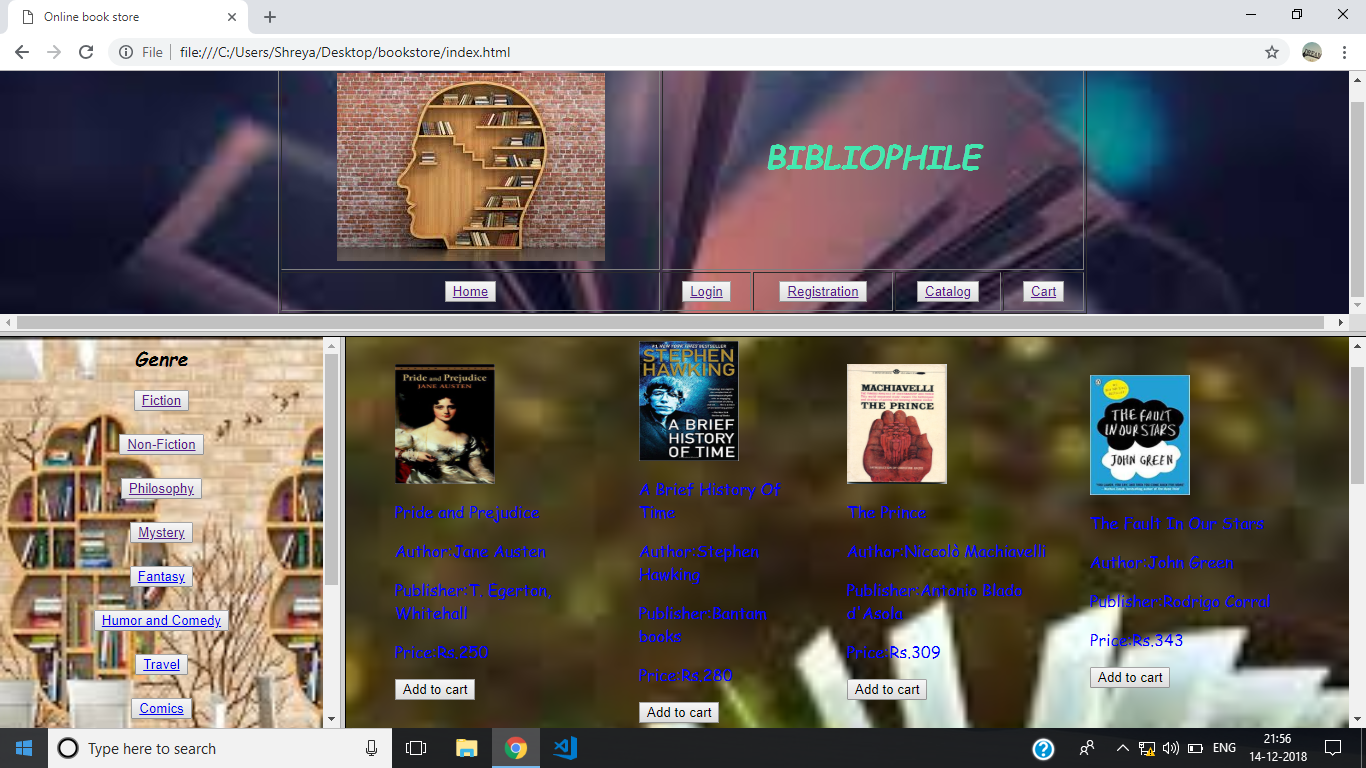 Online book store
File
file:///C:/Users/Shreya/Desktop/bookstore/index.html
BIBLIOPHILE
Home
Login
Registration
Catalog
Cart
Genre
Fiction
Non-Fiction
Philosophy
Mystery
Fantasy
Humor and Comedy
Travel
Comics
Pride and Prejudice
JANE AUSTEN
Pride and Prejudice
Author:Jane Austen
Publisher:T. Egerton,
Whitehall
Price:Rs.250
Add to cart
#1 NEW YORK TIMES BESTSELLER
STEPHEN
HAWKING
A BRIEF
HISTORY
OF TIME
A Brief History Of
Time
Author:Stephen
Hawking
Publisher:Bantam
books
Price:Rs.280
Add to cart
MACHIAVELLI
THE PRINCE
The Prince
Author:Niccolò Machiavelli
Publisher:Antonio Blado
d'Asola
Price:Rs.309
Add to cart
THE FAULT
IN OUR STARS
JOHN GREEN
The Fault In Our Stars
Author:John Green
Publisher:Rodrigo Corral
Price:Rs.343
Add to cart
Type here to search
ENG
21:56
14-12-2018